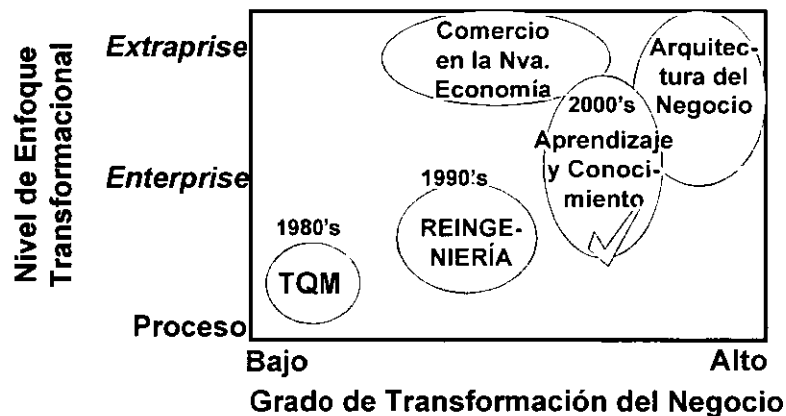 Nivel de Enfoque
Transformacional
Extraprise
Enterprise
Proceso
Comercio
en la Nva.
Economía
Arquitec-
tura del
Negocio
2000's
Aprendizaje
y Conoci-
miento
1990's
REINGE-
NIERÍA
1980's
TQM
Bajo
Alto
Grado de Transformación del Negocio